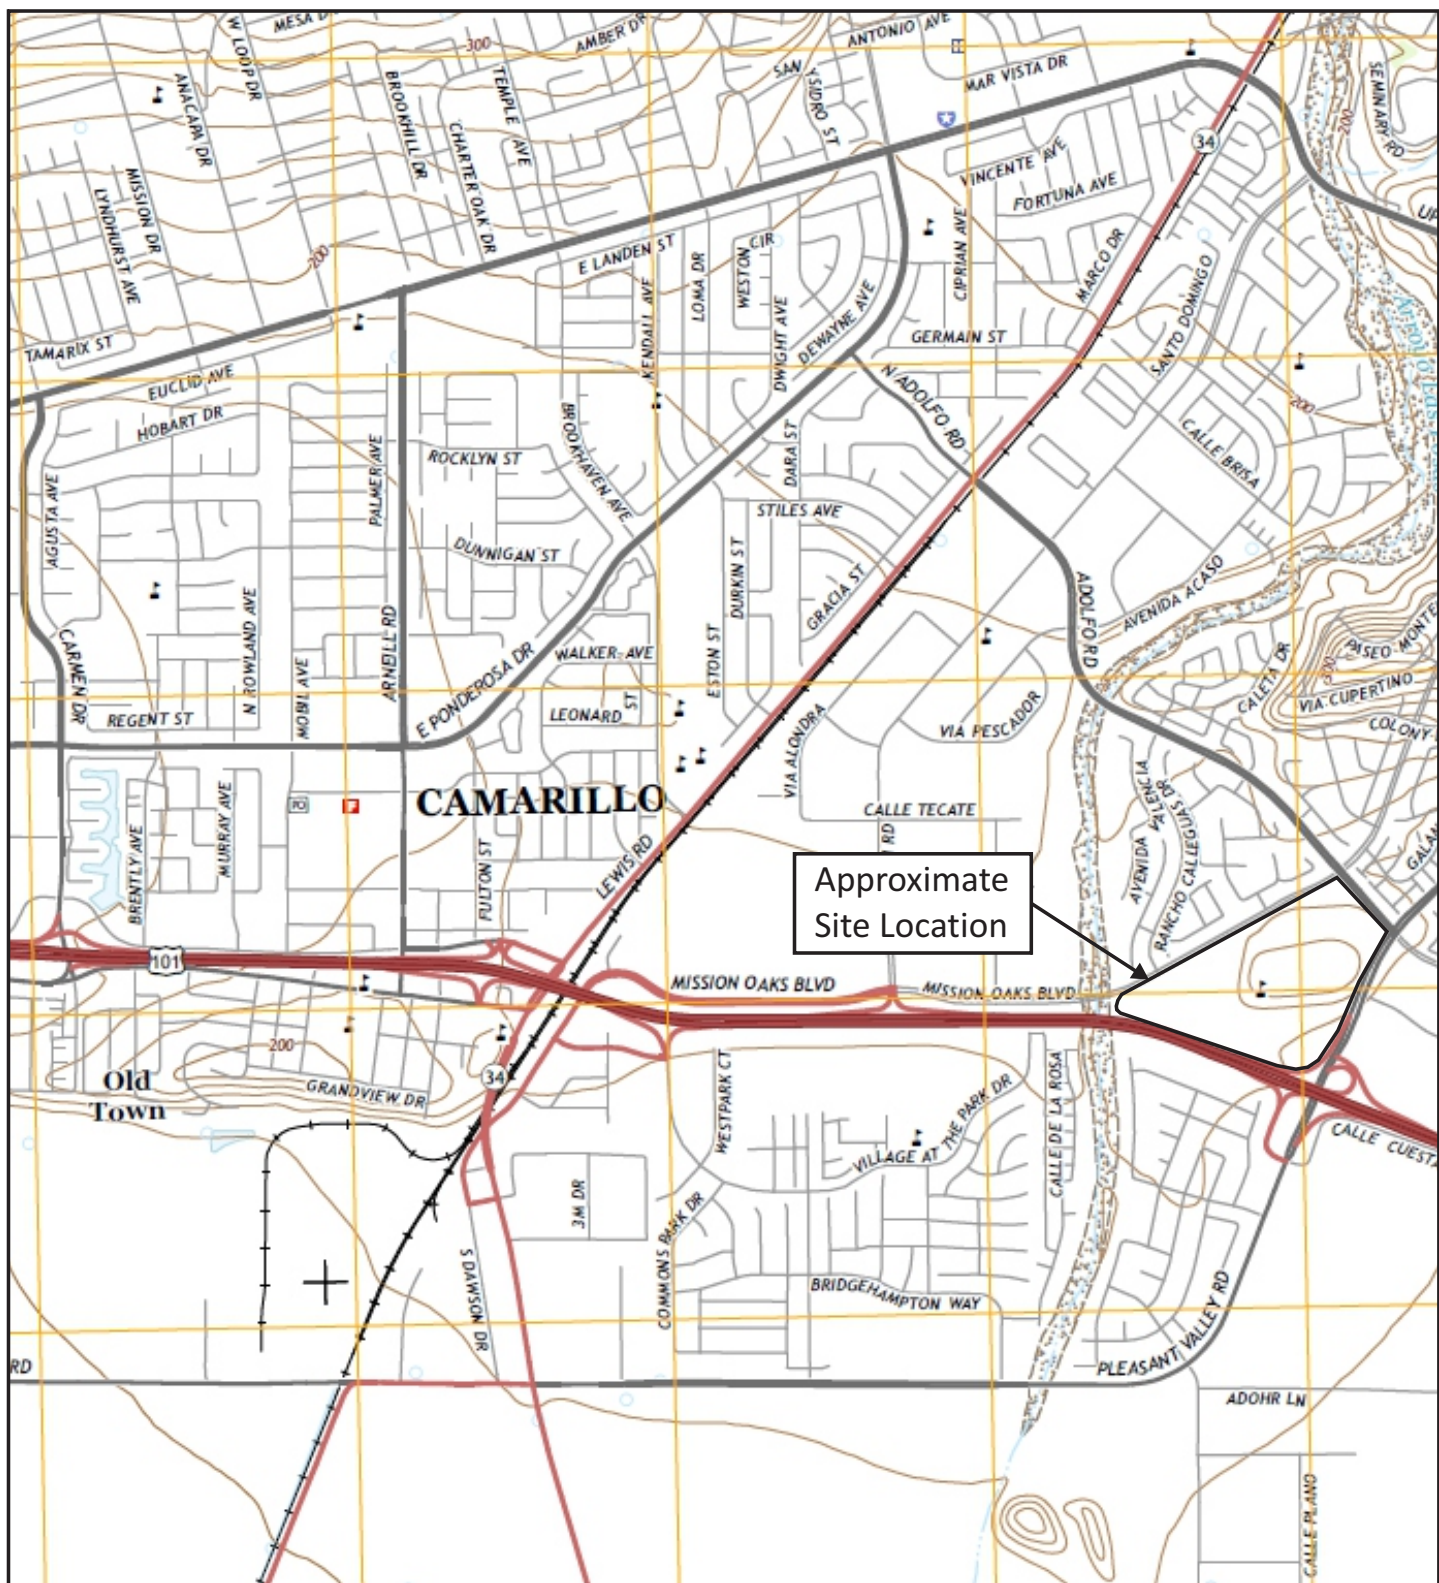 MESA D
W LOOP DR
300
AMBER DR
ANTONIO AVE
ANACAPA DR
BROOKHILL DR
TEMPLE AVE
SAN YSIDRO ST
MAR VISTA DR
SEMINARY RD
200
CHARTER OAK DR
34
VINCENTE AVE
FORTUNA AVE
MISSION DR
LYNDHURST AVE
UP
200
E LANDEN ST
WESTON CIR
LOMA DR
KENDALL AVE
CIPRIAN AVE
MARCO DR
SANTO DOMINGO
DWIGHT AVE
DEWAYNE AVE
GERMAIN ST
TAMARIX ST
EUCLID AVE
HOBART DR
N ADOLFO RD
200
CALLE BRISA
BROOKHAVEN AVE
PALMER AVE
ROCKLYN ST
DARA ST
AGUSTA AVE
STILES AVE
DUNNIGAN ST
DURKIN ST
GRACIA ST
ADOLFO RD
AVENIDA ACASO
N ROWLAND AVE
CARMEN DR
MOBIL AVE
ARNEILL RD
WALKER AVE
ESTON ST
PASEO MONTE
300
CALETA DR
VIA CUPERTINO
REGENT ST
E PONDEROSA DR
LEONARD ST
VIA ALONDRA
VIA PESCADOR
COLONY
PO
F
CAMARILLO
MURRAY AVE
BRENTLY AVE
FULTON ST
LEWIS RD
CALLE TECATE
RD
AVENIDA VALENCIA
RANCHO CALLEGUAS DR
GALAN
Approximate
Site Location
101
MISSION OAKS BLVD
MISSION OAKS BLVD
200
Old
Town
GRANDVIEW DR
34
WESTPARK CT
VILLAGE AT THE PARK DR
CALLE DE LA ROSA
CALLE CUESTA
3M DR
COMMONS PARK DR
S DAWSON DR
BRIDGEHAMPTON WAY
PLEASANT VALLEY RD
RD
ADOHR LN
CALLE PLANO